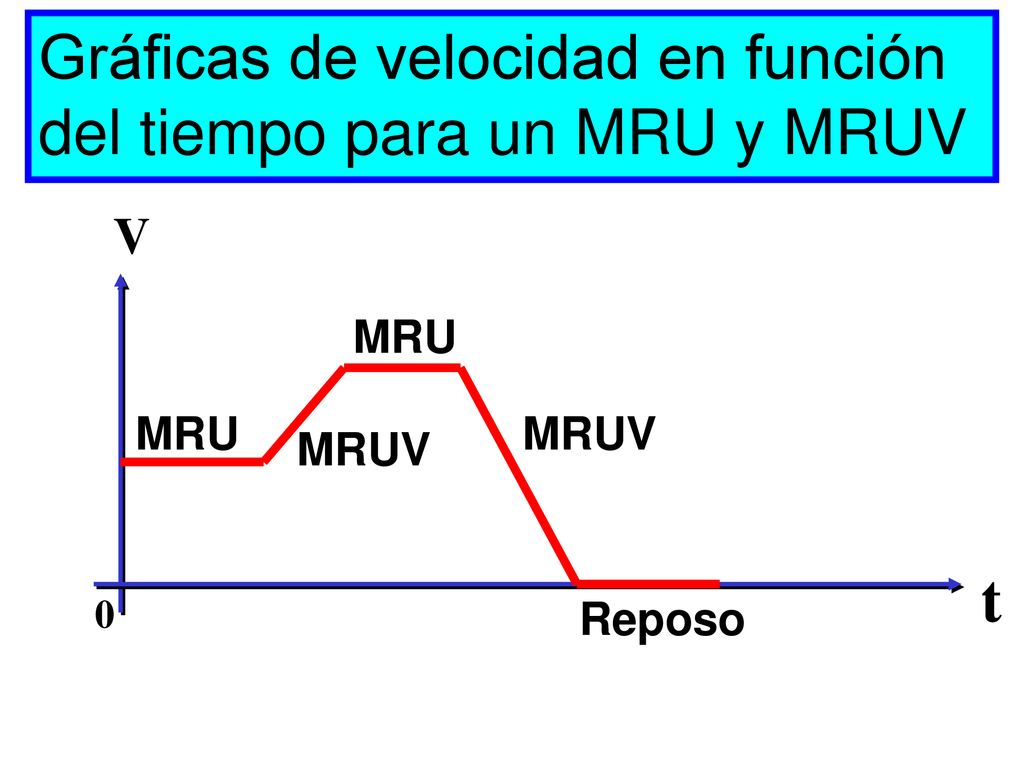 Gráficas de velocidad en función
del tiempo para un MRU y MRUV
V
MRU
MRU
MRUV
MRUV
0
Reposo
t